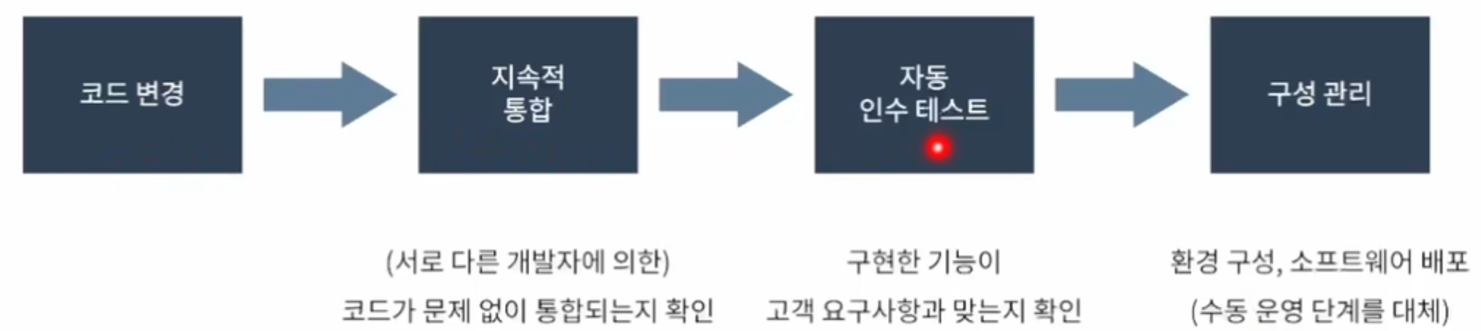 코드 변경
지속적
통합
자동
인수 테스트
구성 관리
(서로 다른 개발자에 의한)
코드가 문제 없이 통합되는지 확인
구현한 기능이
고객 요구사항과 맞는지 확인
환경 구성, 소프트웨어 배포
(수동 운영 단계를 대체)